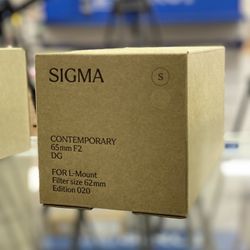 SIGMA
S
CONTEMPORARY
65mm F2
DG
FOR L-Mount
Filter size 62mm
Edition 020